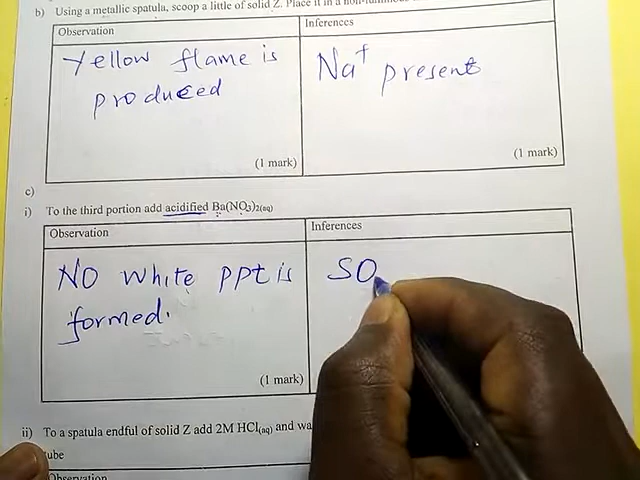 b) Using a metallic spatula, scoop a little of solid Z. Place it in a non-luminous
Observation
Inferences
Yellow flame is
produced
Na⁺ present
(1 mark)
(1 mark)
c)
i) To the third portion add acidified Ba(NO₃)₂(aq)
Observation
Inferences
NO white ppt is
formed.
SO
(1 mark)
ii) To a spatula endful of solid Z add 2M HCl(aq) and
tube
Observation